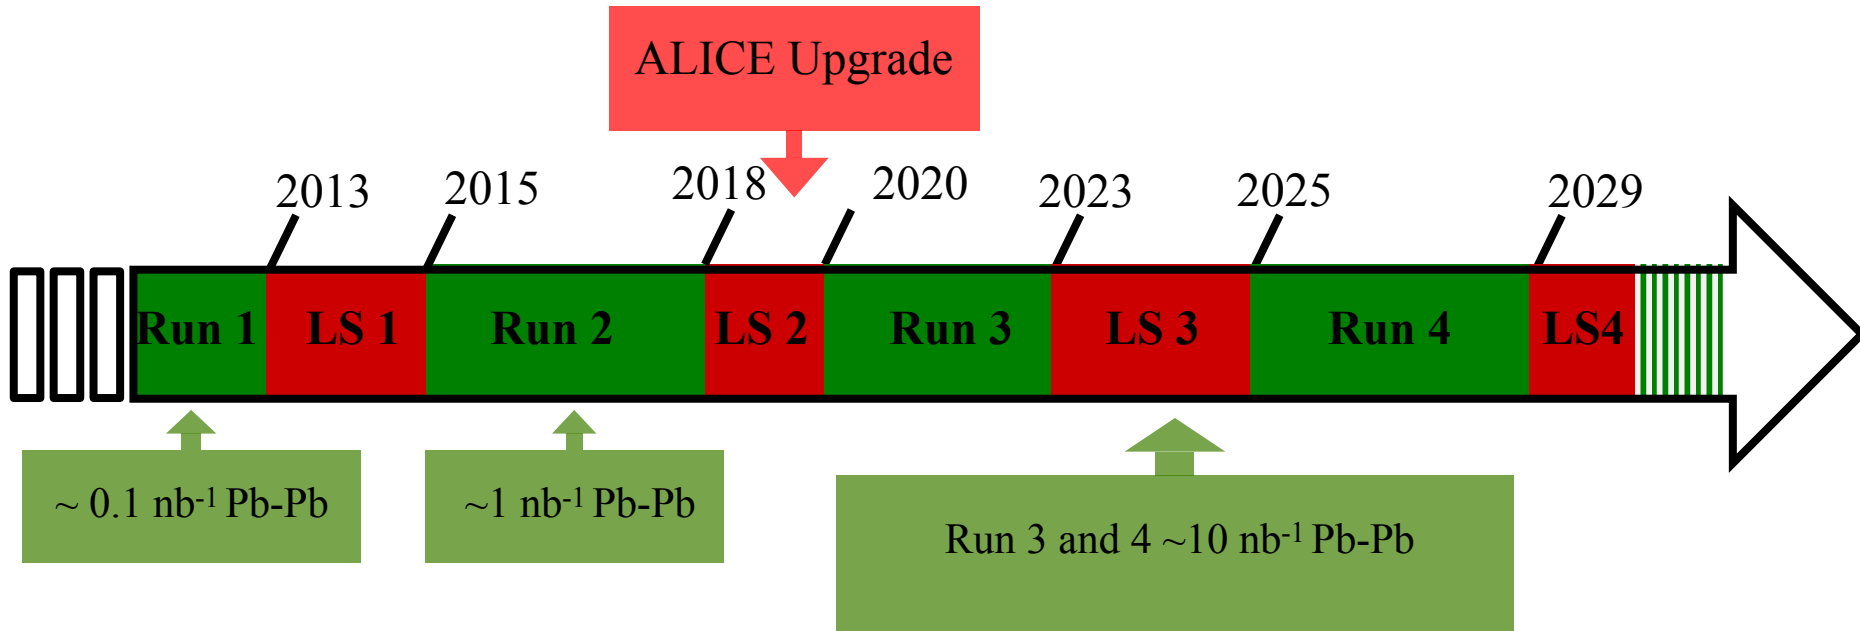 ALICE Upgrade
2013 2015 2018 2020 2023 2025 2029
Run 1 LS 1 Run 2 LS 2 Run 3 LS 3 Run 4 LS4
~ 0.1 nb⁻¹ Pb-Pb
~1 nb⁻¹ Pb-Pb
Run 3 and 4 ~10 nb⁻¹ Pb-Pb